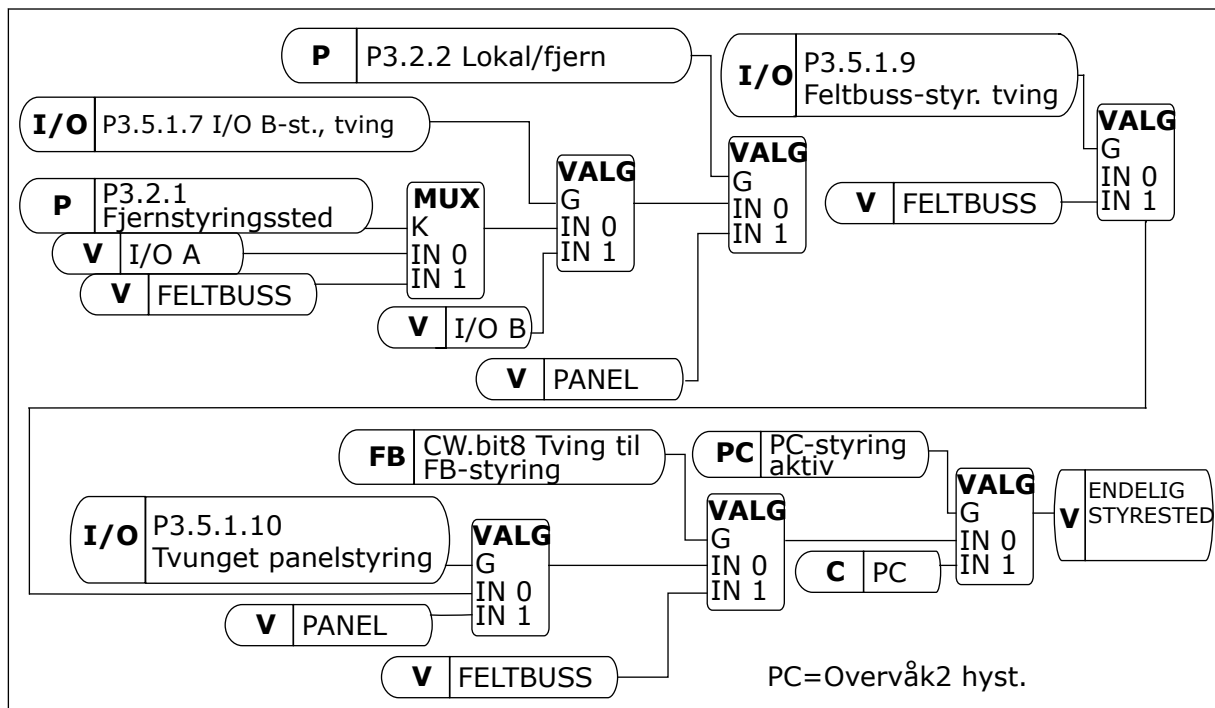 P P3.2.2 Lokal/fjern
I/O P3.5.1.9
Feltbuss-styr. tving
I/O P3.5.1.7 I/O B-st., tving
VALG
G
IN 0
IN 1
VALG
G
IN 0
IN 1
VALG
G
IN 0
IN 1
P P3.2.1
Fjernstyringssted
MUX
K
IN 0
IN 1
V FELTBUSS
V I/O A
V FELTBUSS
V I/O B
V PANEL
FB CW.bit8 Tving til
FB-styring
PC PC-styring
aktiv
VALG
G
IN 0
IN 1
V ENDELIG
STYRESTED
I/O P3.5.1.10
Tvunget panelstyring
VALG
G
IN 0
IN 1
VALG
G
IN 0
IN 1
C PC
V PANEL
V FELTBUSS
PC=Overvåk2 hyst.